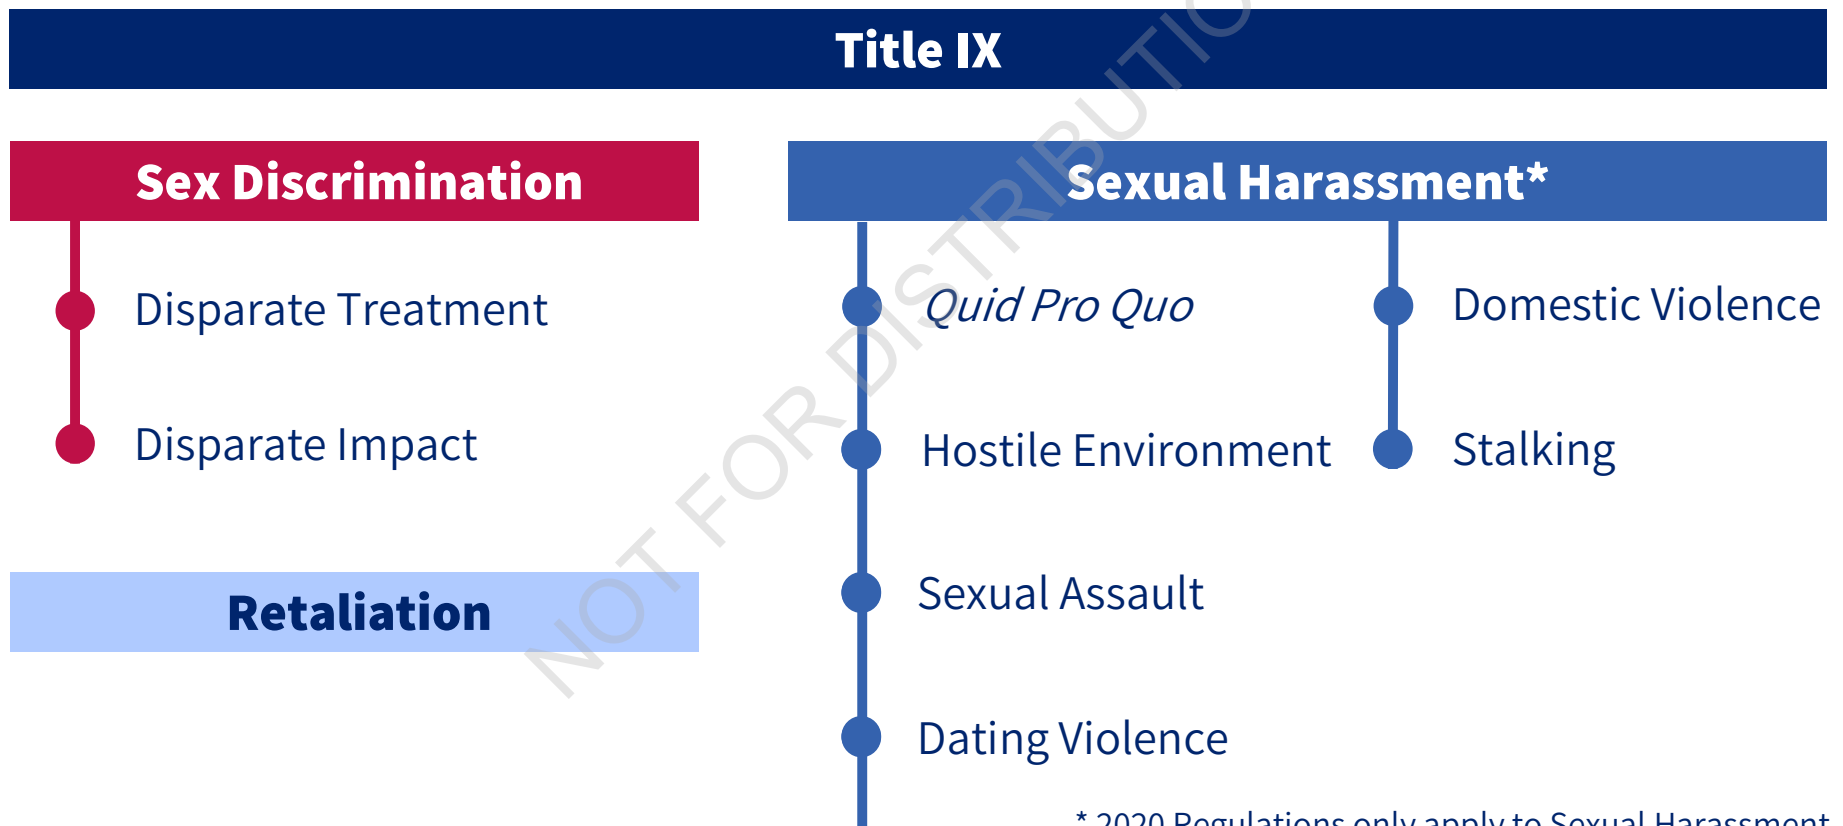 Title IX
Sex Discrimination
Disparate Treatment
Disparate Impact
Retaliation
Sexual Harassment*
Quid Pro Quo
Hostile Environment
Sexual Assault
Dating Violence
Domestic Violence
Stalking
* 2020 Regulations only apply to Sexual Harassment
NOT FOR DISTRIBUTIO